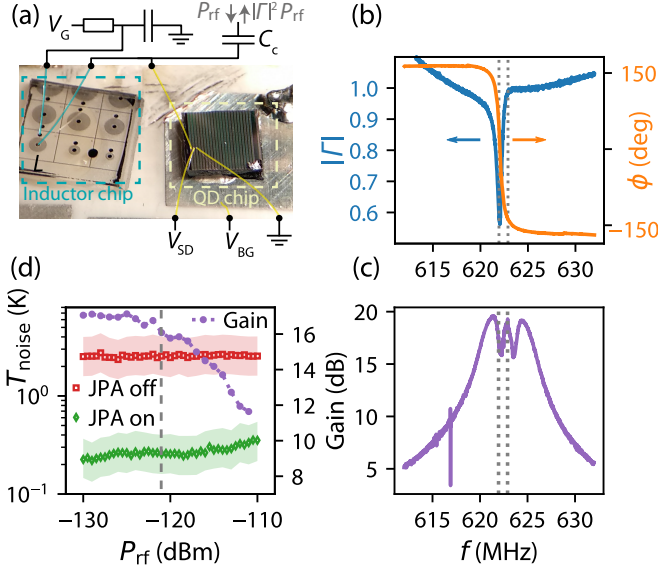 (a)
P_rf |Γ|² P_rf
V_G
C_c
Inductor chip
QD chip
V_SD
V_BG
(b)
|Γ|
1.0
0.9
0.8
0.7
0.6
150
−150
ϕ (deg)
615 620 625 630
(c)
20
15
10
5
Gain (dB)
615 620 625 630
f (MHz)
(d)
T_noise (K)
10⁰
10⁻¹
Gain
JPA off
JPA on
16
14
12
10
8
−130 −120 −110
P_rf (dBm)